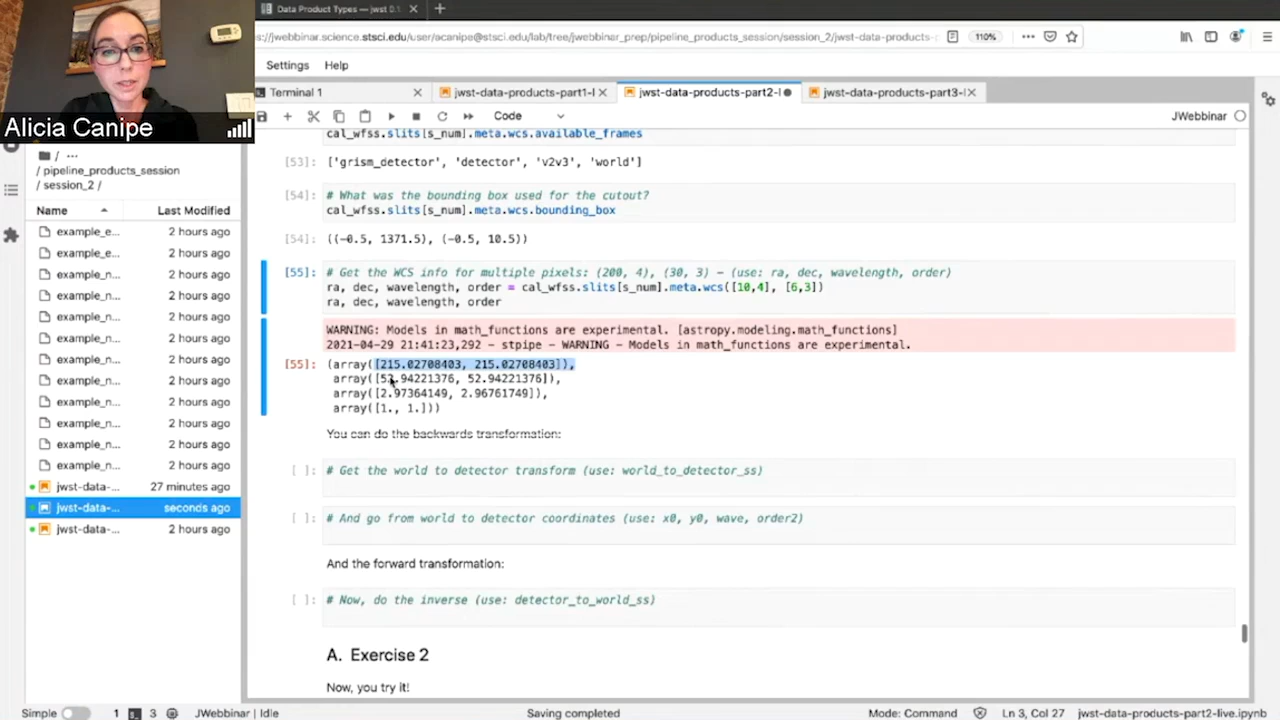 Data Product Types — jwst 0.1
s://jwebbinar.science.stsci.edu/user/acanipe@stsci.edu/lab/tree/jwebbinar_prep/pipeline_products_session/session_2/jwst-data-products-
110%
Settings Help
Terminal 1
jwst-data-products-part1-l
jwst-data-products-part2-l
jwst-data-products-part3-l
Code
JWebbinar
Alicia Canipe
/ ...
/ pipeline_products_session
/ session_2 /
Name Last Modified
example_e... 2 hours ago
example_e... 2 hours ago
example_n... 2 hours ago
example_n... 2 hours ago
example_n... 2 hours ago
example_n... 2 hours ago
example_n... 2 hours ago
example_n... 2 hours ago
example_n... 2 hours ago
example_n... 2 hours ago
example_n... 2 hours ago
example_n... 2 hours ago
jwst-data-... 27 minutes ago
jwst-data-... seconds ago
jwst-data-... 2 hours ago
cal_wfss.slits[s_num].meta.wcs.available_frames
[53]: ['grism_detector', 'detector', 'v2v3', 'world']
[54]: # What was the bounding box used for the cutout?
cal_wfss.slits[s_num].meta.wcs.bounding_box
[54]: ((-0.5, 1371.5), (-0.5, 10.5))
[55]: # Get the WCS info for multiple pixels: (200, 4), (30, 3) - (use: ra, dec, wavelength, order)
ra, dec, wavelength, order = cal_wfss.slits[s_num].meta.wcs([10,4], [6,3])
ra, dec, wavelength, order
WARNING: Models in math_functions are experimental. [astropy.modeling.math_functions]
2021-04-29 21:41:23,292 - stpipe - WARNING - Models in math_functions are experimental.
[55]: (array([215.02708403, 215.02708403]),
array([52.94221376, 52.94221376]),
array([2.97364149, 2.96761749]),
array([1., 1.]))
You can do the backwards transformation:
[ ]: # Get the world to detector transform (use: world_to_detector_ss)
[ ]: # And go from world to detector coordinates (use: x0, y0, wave, order2)
And the forward transformation:
[ ]: # Now, do the inverse (use: detector_to_world_ss)
A. Exercise 2
Now, you try it!
Simple 1 3 JWebbinar | Idle Saving completed Mode: Command Ln 3, Col 27 jwst-data-products-part2-live.ipynb